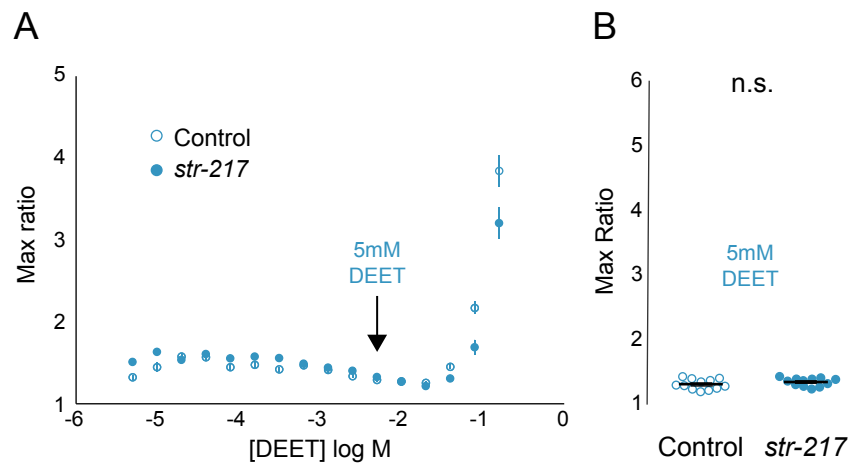 A
5
4
3
2
1
Max ratio
Control
str-217
5mM
DEET
-6
-5
-4
-3
-2
-1
0
[DEET] log M
B
6
5
4
3
2
1
Max Ratio
n.s.
5mM
DEET
Control
str-217